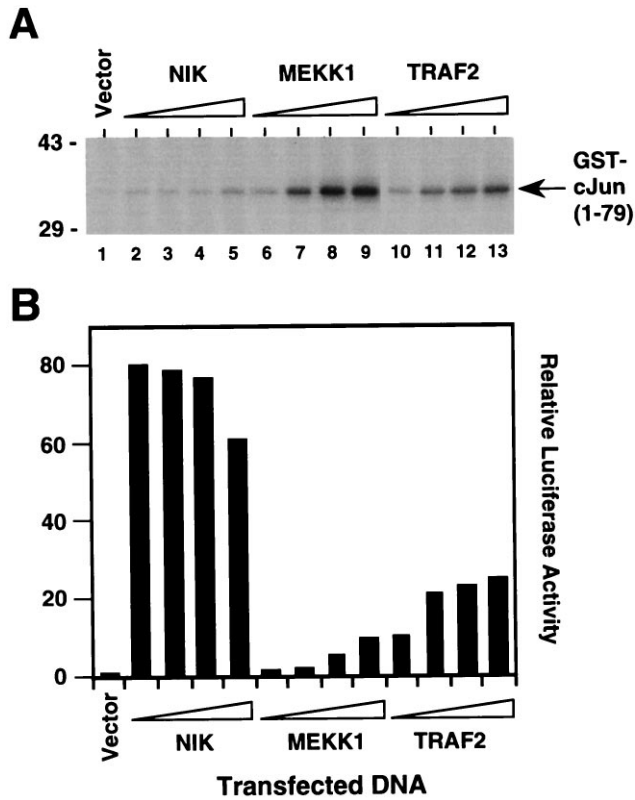 A
Vector
NIK
MEKK1
TRAF2
43 -
29 -
GST-
cJun
(1-79)
1 2 3 4 5 6 7 8 9 10 11 12 13
B
80
60
40
20
0
Relative Luciferase Activity
Vector
NIK
MEKK1
TRAF2
Transfected DNA